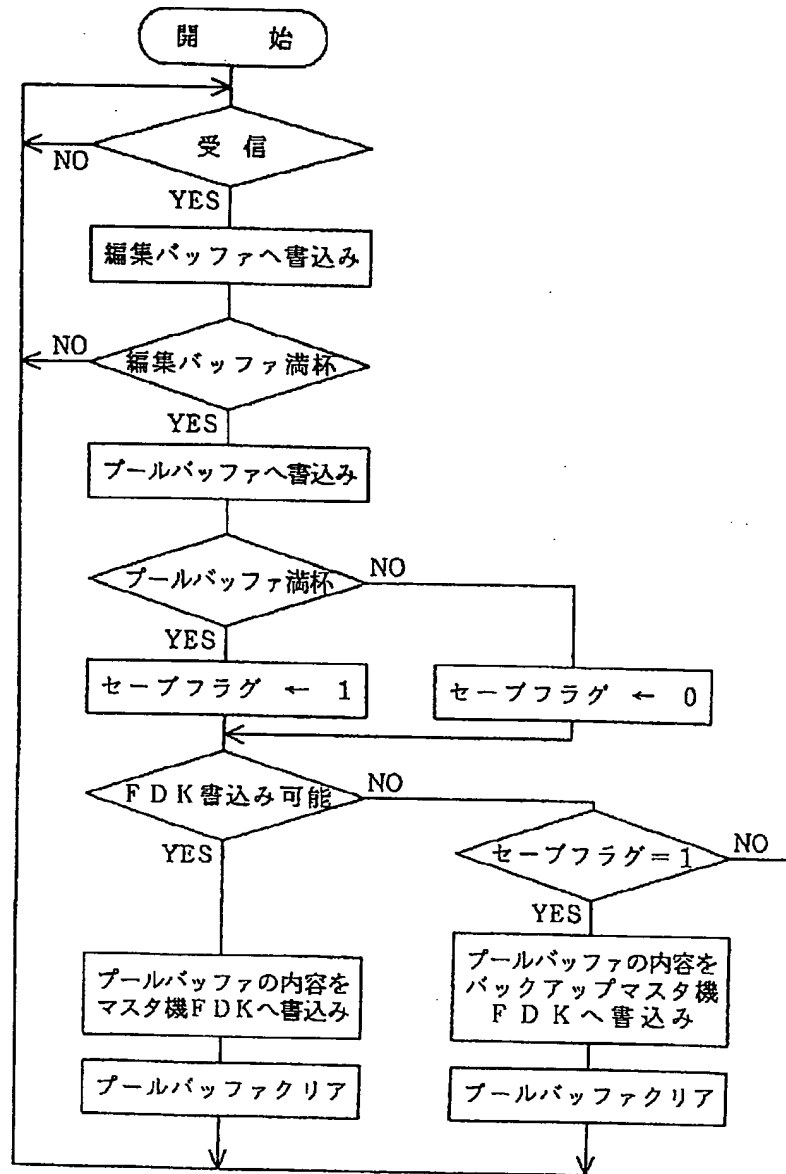 開 始
受 信
NO
YES
編集バッファへ書込み
NO
編集バッファ満杯
YES
プールバッファへ書込み
プールバッファ満杯
NO
YES
セーブフラグ ← 1
セーブフラグ ← 0
FDK書込み可能
NO
YES
セーブフラグ=1
NO
YES
プールバッファの内容を
マスタ機FDKへ書込み
プールバッファの内容を
バックアップマスタ機
FDKへ書込み
プールバッファクリア
プールバッファクリア